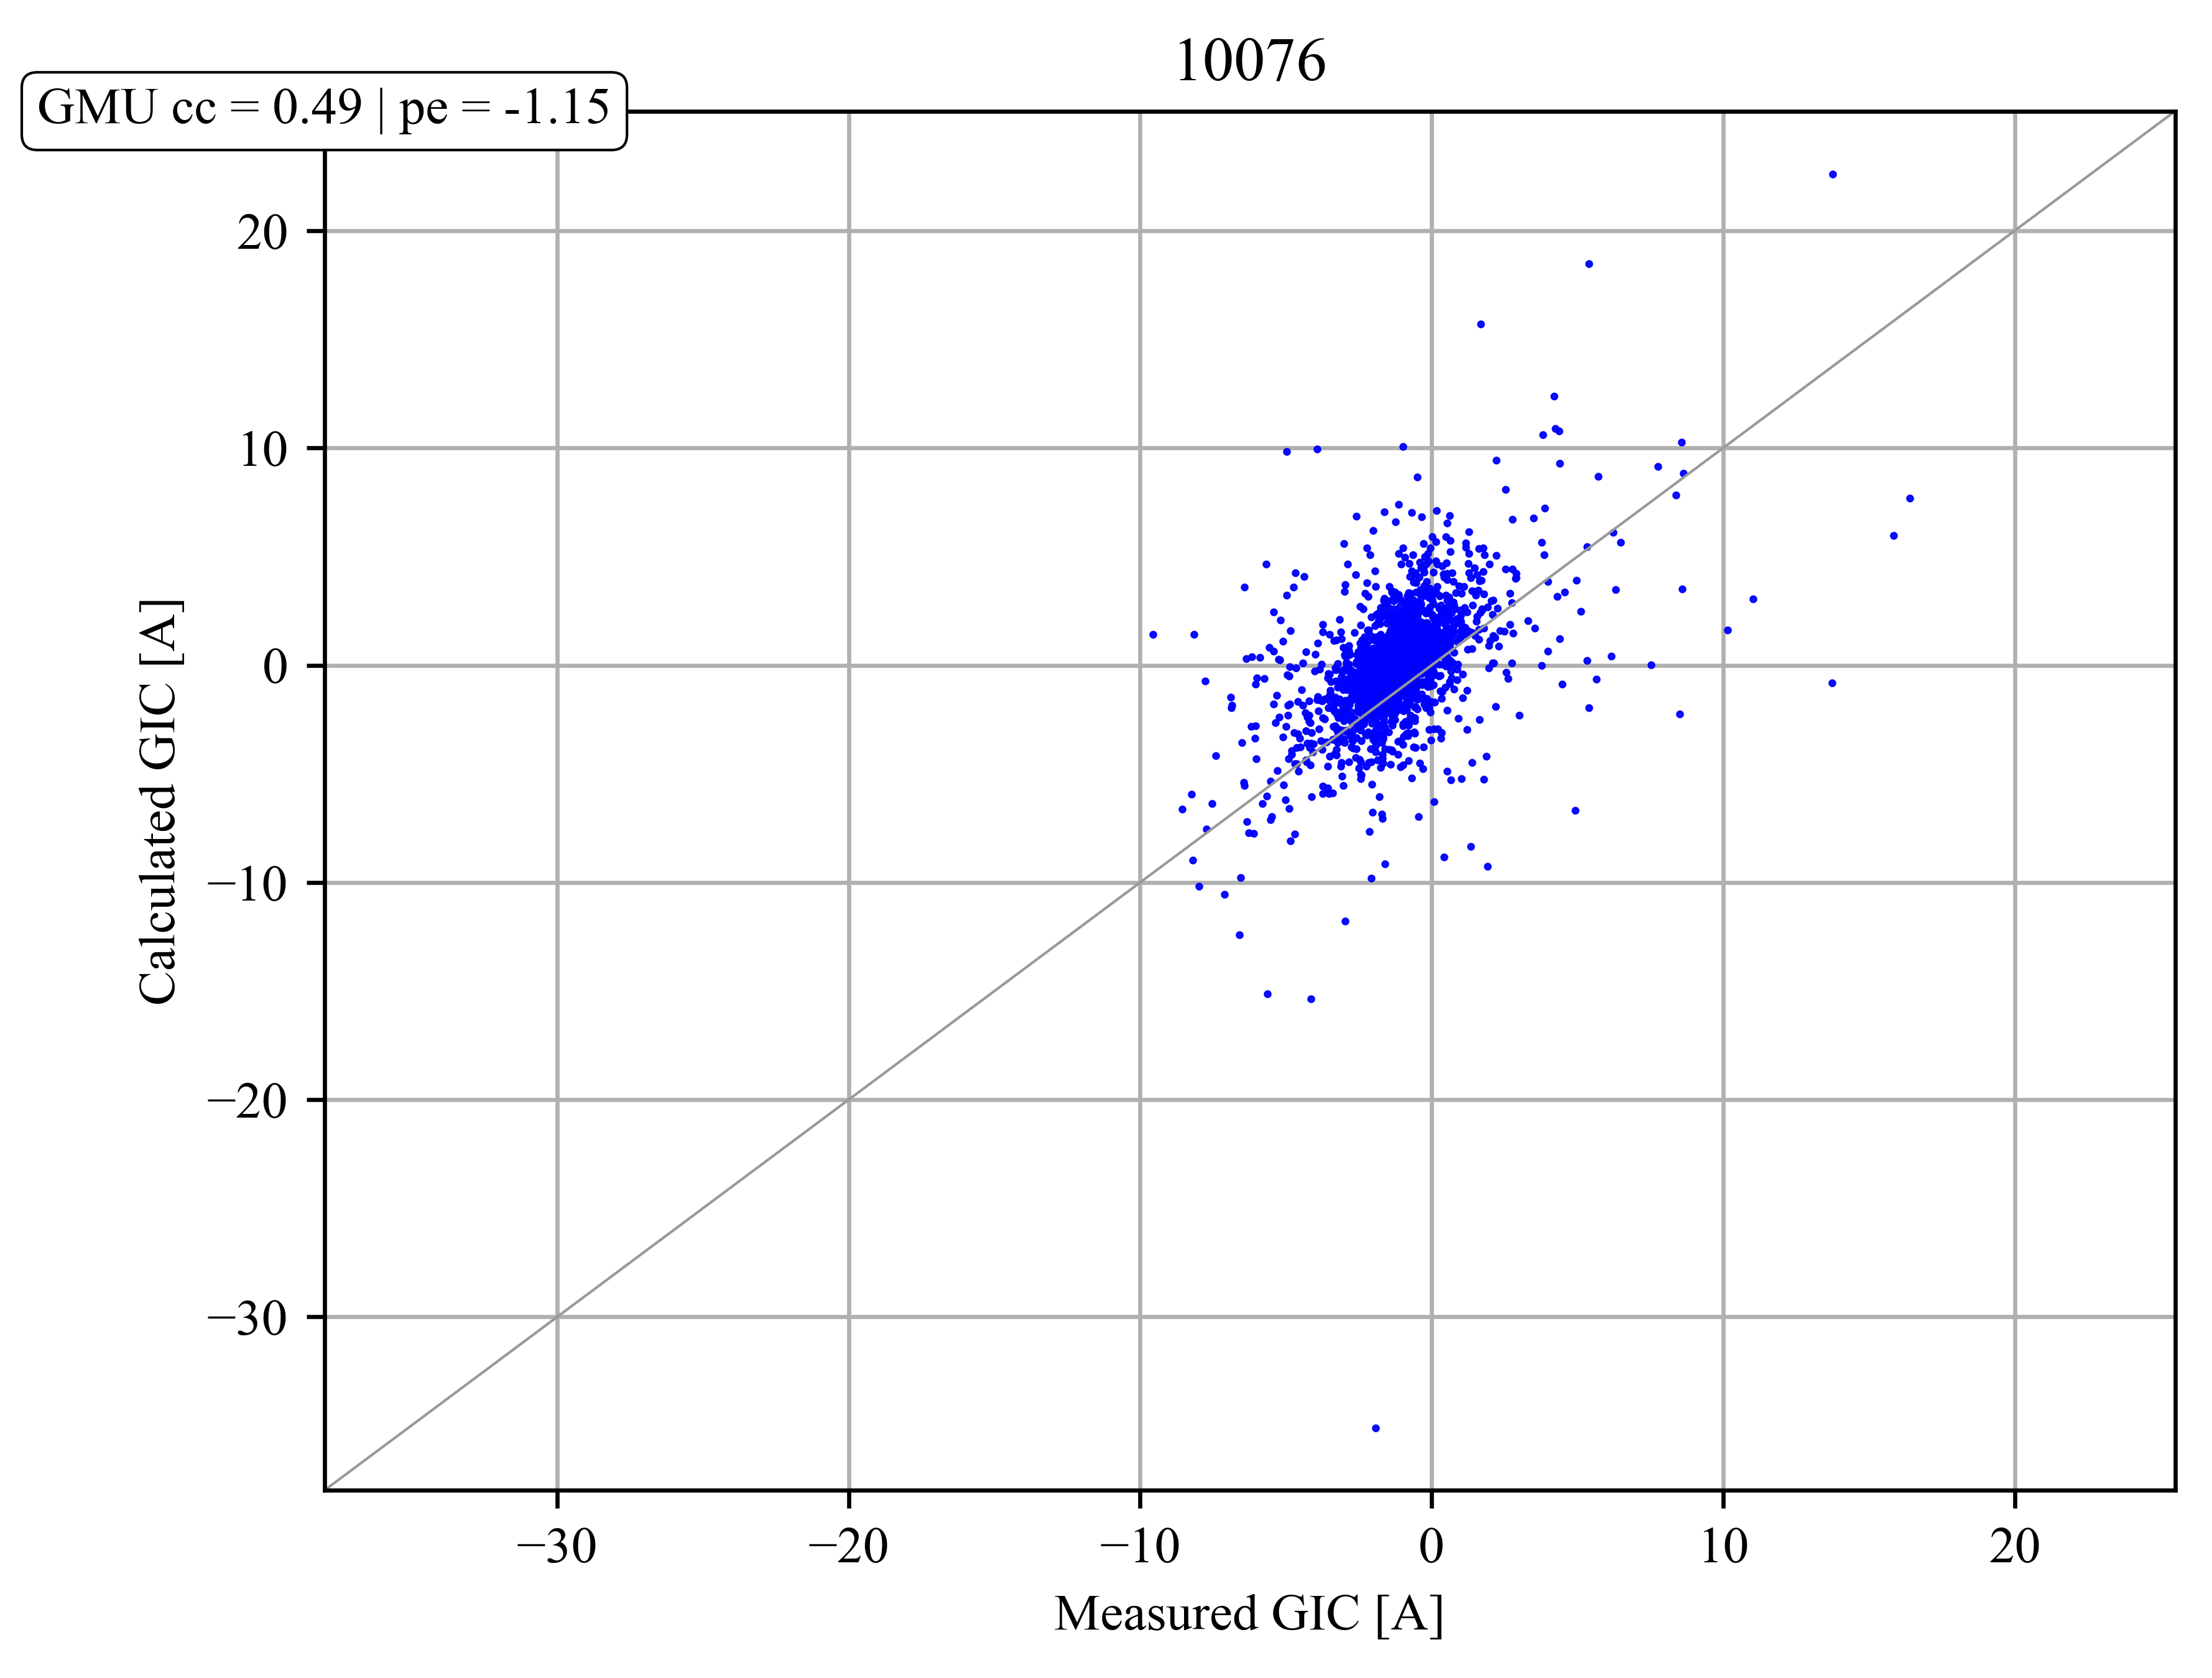 10076
GMU cc = 0.49 | pe = -1.15
20
10
0
−10
−20
−30
Calculated GIC [A]
−30 −20 −10 0 10 20
Measured GIC [A]